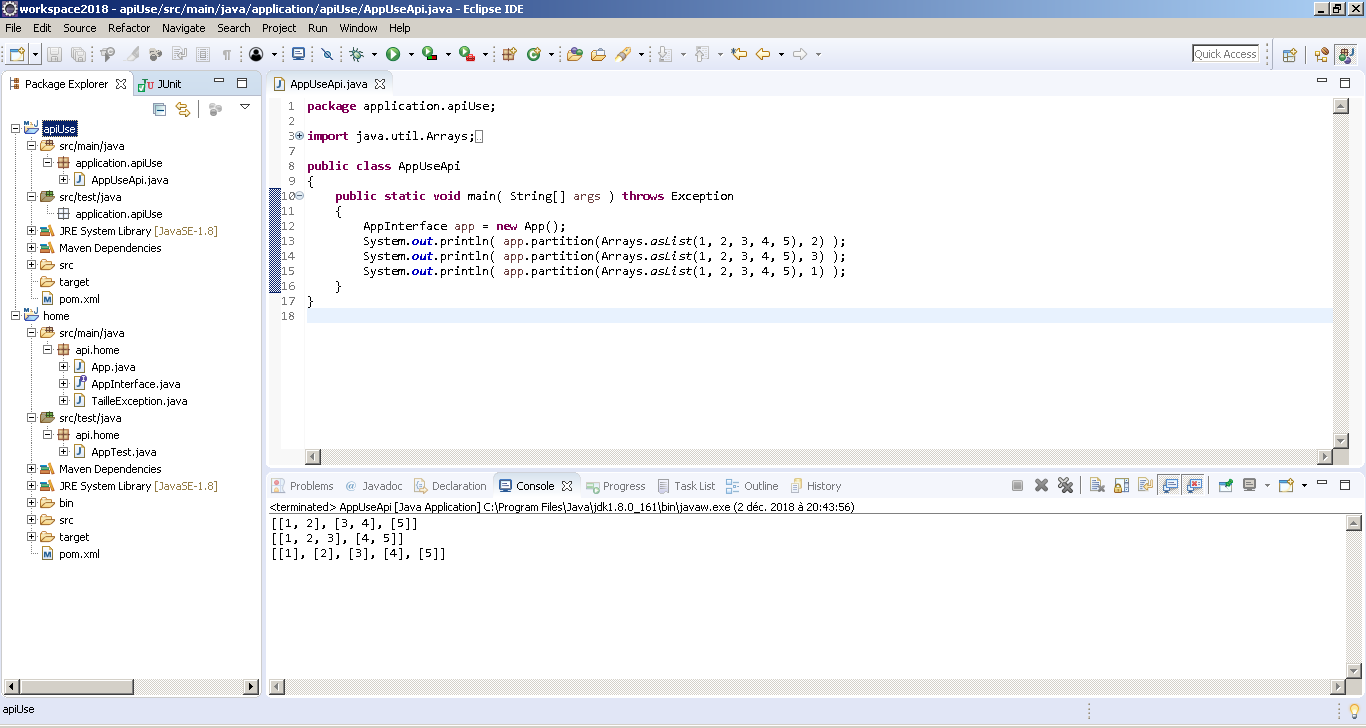 workspace2018 - apiUse/src/main/java/application/apiUse/AppUseApi.java - Eclipse IDE
File Edit Source Refactor Navigate Search Project Run Window Help
Quick Access
Package Explorer JUnit
apiUse
src/main/java
application.apiUse
AppUseApi.java
src/test/java
application.apiUse
JRE System Library [JavaSE-1.8]
Maven Dependencies
src
target
pom.xml
home
src/main/java
api.home
App.java
AppInterface.java
TailleException.java
src/test/java
api.home
AppTest.java
Maven Dependencies
JRE System Library [JavaSE-1.8]
bin
src
target
pom.xml
AppUseApi.java
1 package application.apiUse;
2
3 import java.util.Arrays;
7
8 public class AppUseApi
9 {
10 public static void main( String[] args ) throws Exception
11 {
12 AppInterface app = new App();
13 System.out.println( app.partition(Arrays.asList(1, 2, 3, 4, 5), 2) );
14 System.out.println( app.partition(Arrays.asList(1, 2, 3, 4, 5), 3) );
15 System.out.println( app.partition(Arrays.asList(1, 2, 3, 4, 5), 1) );
16 }
17 }
18
Problems Javadoc Declaration Console Progress Task List Outline History
<terminated> AppUseApi [Java Application] C:\Program Files\Java\jdk1.8.0_161\bin\javaw.exe (2 déc. 2018 à 20:43:56)
[[1, 2], [3, 4], [5]]
[[1, 2, 3], [4, 5]]
[[1], [2], [3], [4], [5]]
apiUse